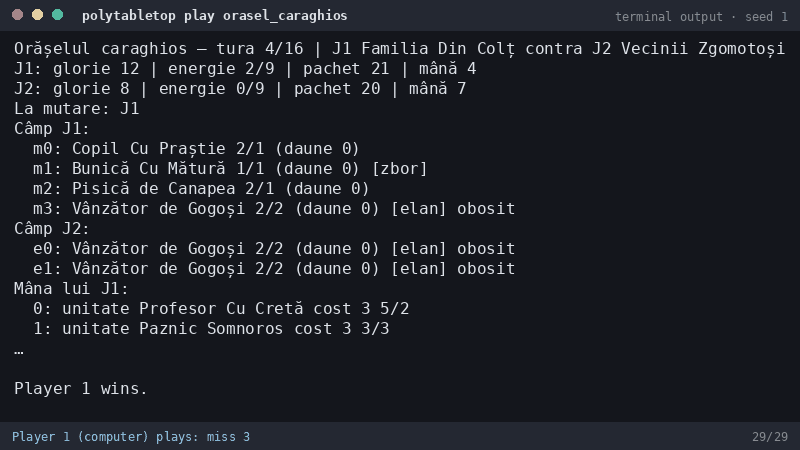 polytabletop play orasel_caraghios
terminal output · seed 1
Orășelul caraghios — tura 4/16 | J1 Familia Din Colț contra J2 Vecinii Zgomotoși
J1: glorie 12 | energie 2/9 | pachet 21 | mână 4
J2: glorie 8 | energie 0/9 | pachet 20 | mână 7
La mutare: J1
Câmp J1:
m0: Copil Cu Praștie 2/1 (daune 0)
m1: Bunică Cu Mătură 1/1 (daune 0) [zbor]
m2: Pisică de Canapea 2/1 (daune 0)
m3: Vânzător de Gogoși 2/2 (daune 0) [elan] obosit
Câmp J2:
e0: Vânzător de Gogoși 2/2 (daune 0) [elan] obosit
e1: Vânzător de Gogoși 2/2 (daune 0) [elan] obosit
Mâna lui J1:
0: unitate Profesor Cu Cretă cost 3 5/2
1: unitate Paznic Somnoros cost 3 3/3
…
Player 1 wins.
Player 1 (computer) plays: miss 3
29/29